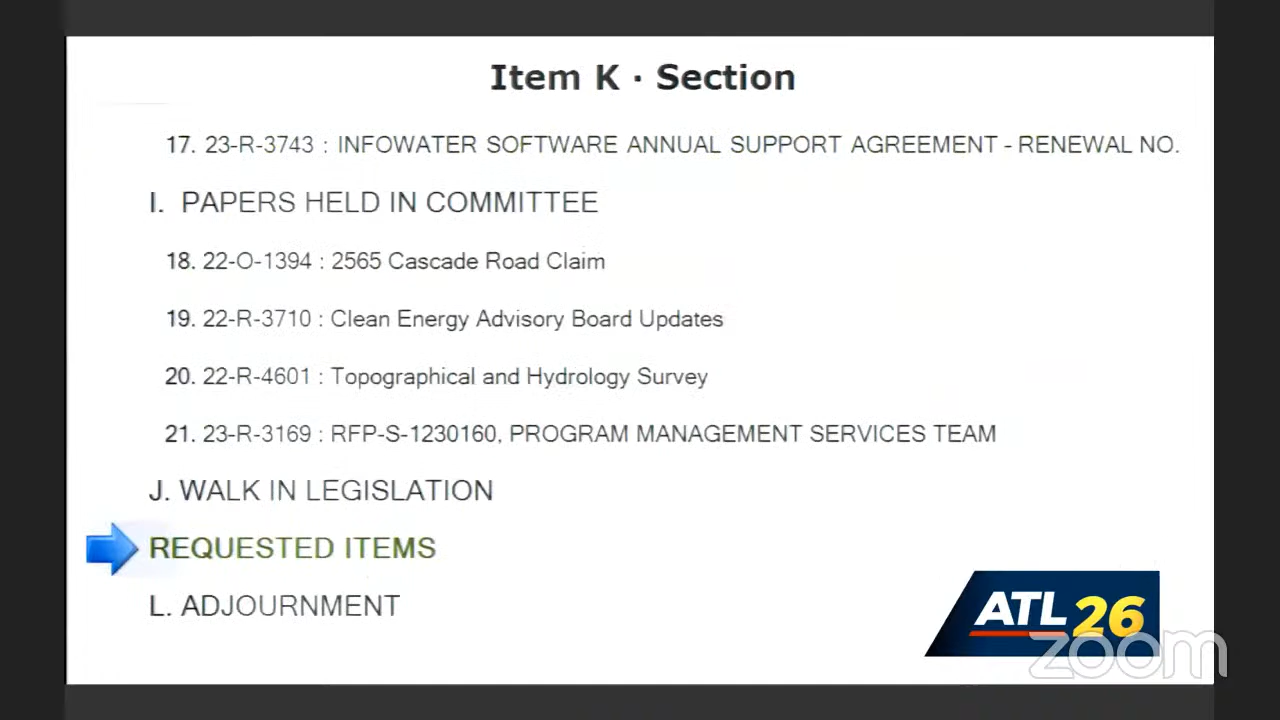 Item K · Section
17. 23-R-3743 : INFOWATER SOFTWARE ANNUAL SUPPORT AGREEMENT - RENEWAL NO.
I. PAPERS HELD IN COMMITTEE
18. 22-O-1394 : 2565 Cascade Road Claim
19. 22-R-3710 : Clean Energy Advisory Board Updates
20. 22-R-4601 : Topographical and Hydrology Survey
21. 23-R-3169 : RFP-S-1230160, PROGRAM MANAGEMENT SERVICES TEAM
J. WALK IN LEGISLATION
REQUESTED ITEMS
L. ADJOURNMENT
ATL 26
zoom